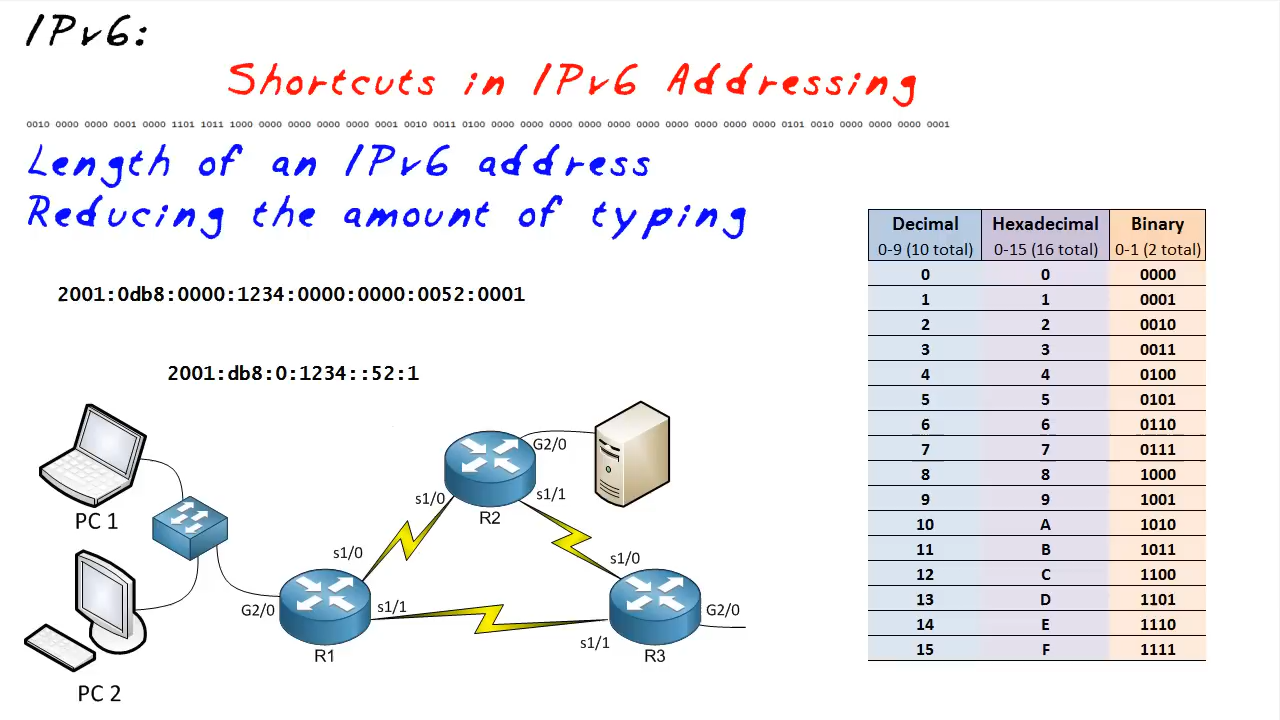 IPv6:
Shortcuts in IPv6 Addressing
0010 0000 0000 0001 0000 1101 1011 1000 0000 0000 0000 0000 0001 0010 0011 0100 0000 0000 0000 0000 0000 0000 0000 0000 0000 0000 0101 0010 0000 0000 0000 0001
Length of an IPv6 address
Reducing the amount of typing
2001:0db8:0000:1234:0000:0000:0052:0001
2001:db8:0:1234::52:1
Decimal Hexadecimal Binary
0-9 (10 total) 0-15 (16 total) 0-1 (2 total)
0 0 0000
1 1 0001
2 2 0010
3 3 0011
4 4 0100
5 5 0101
6 6 0110
7 7 0111
8 8 1000
9 9 1001
10 A 1010
11 B 1011
12 C 1100
13 D 1101
14 E 1110
15 F 1111
G2/0
s1/0
s1/1
R2
PC 1
s1/0
s1/0
G2/0
s1/1
R1
G2/0
s1/1
R3
PC 2